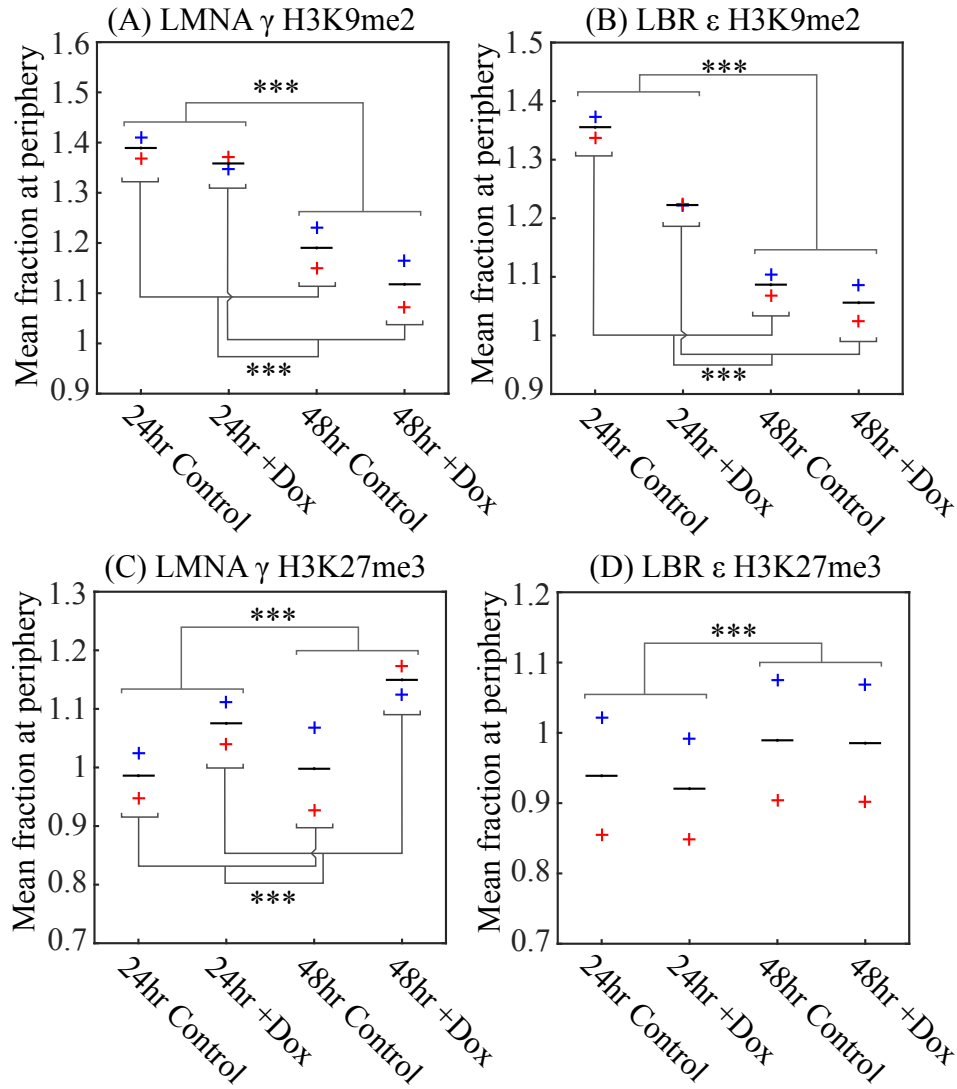 (A) LMNA γ H3K9me2
Mean fraction at periphery
1.6
1.5
1.4
1.3
1.2
1.1
1
0.9
***
***
24hr Control
24hr +Dox
48hr Control
48hr +Dox
(B) LBR ε H3K9me2
Mean fraction at periphery
1.5
1.4
1.3
1.2
1.1
1
0.9
***
***
24hr Control
24hr +Dox
48hr Control
48hr +Dox
(C) LMNA γ H3K27me3
Mean fraction at periphery
1.3
1.2
1.1
1
0.9
0.8
0.7
***
***
24hr Control
24hr +Dox
48hr Control
48hr +Dox
(D) LBR ε H3K27me3
Mean fraction at periphery
1.2
1.1
1
0.9
0.8
0.7
***
24hr Control
24hr +Dox
48hr Control
48hr +Dox